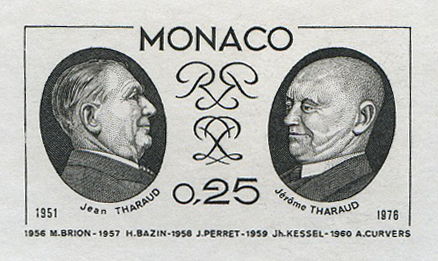 MONACO
0,25
Jean THARAUD
Jérôme THARAUD
1951
1976
1956 M.BRION-1957 H.BAZIN-1958 J.PERRET-1959 Jh.KESSEL-1960 A.CURVERS